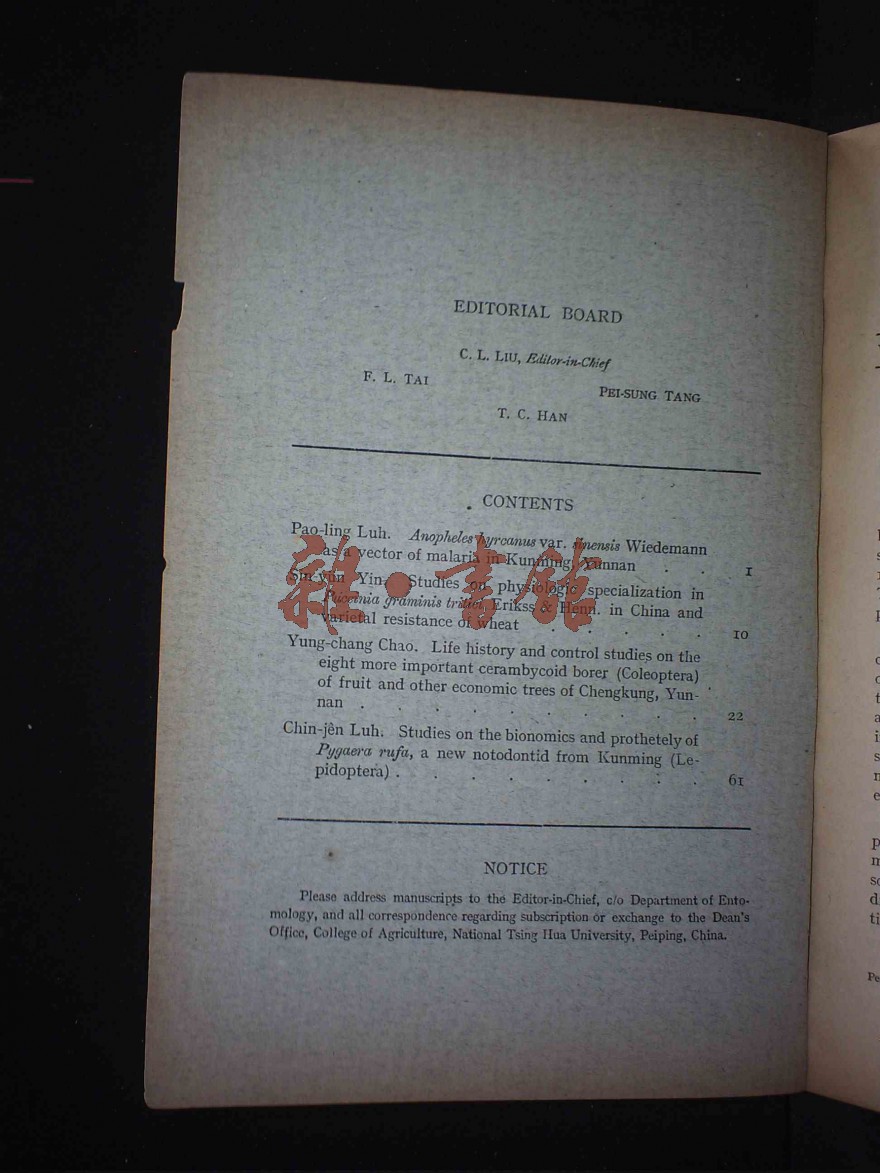 EDITORIAL BOARD
C. L. LIU, Editor-in-Chief
F. L. TAI
PEI-SUNG TANG
T. C. HAN
CONTENTS
Pao-ling Luh. Anopheles hyrcanus var. sinensis Wiedemann
as a vector of malaria in Kunming, Yunnan . . 1
Sin-yün Yin. Studies on physiologic specialization in
Puccinia graminis tritici, Erikss & Henn. in China and
varietal resistance of wheat . . . . . 10
Yung-chang Chao. Life history and control studies on the
eight more important cerambycoid borer (Coleoptera)
of fruit and other economic trees of Chengkung, Yun-
nan . . . . . . . . . 22
Chin-jên Luh. Studies on the bionomics and prothetely of
Pygaera rufa, a new notodontid from Kunming (Le-
pidoptera) . . . . . . . . 61
NOTICE
Please address manuscripts to the Editor-in-Chief, c/o Department of Ento-
mology, and all correspondence regarding subscription or exchange to the Dean's
Office, College of Agriculture, National Tsing Hua University, Peiping, China.
雜·書館